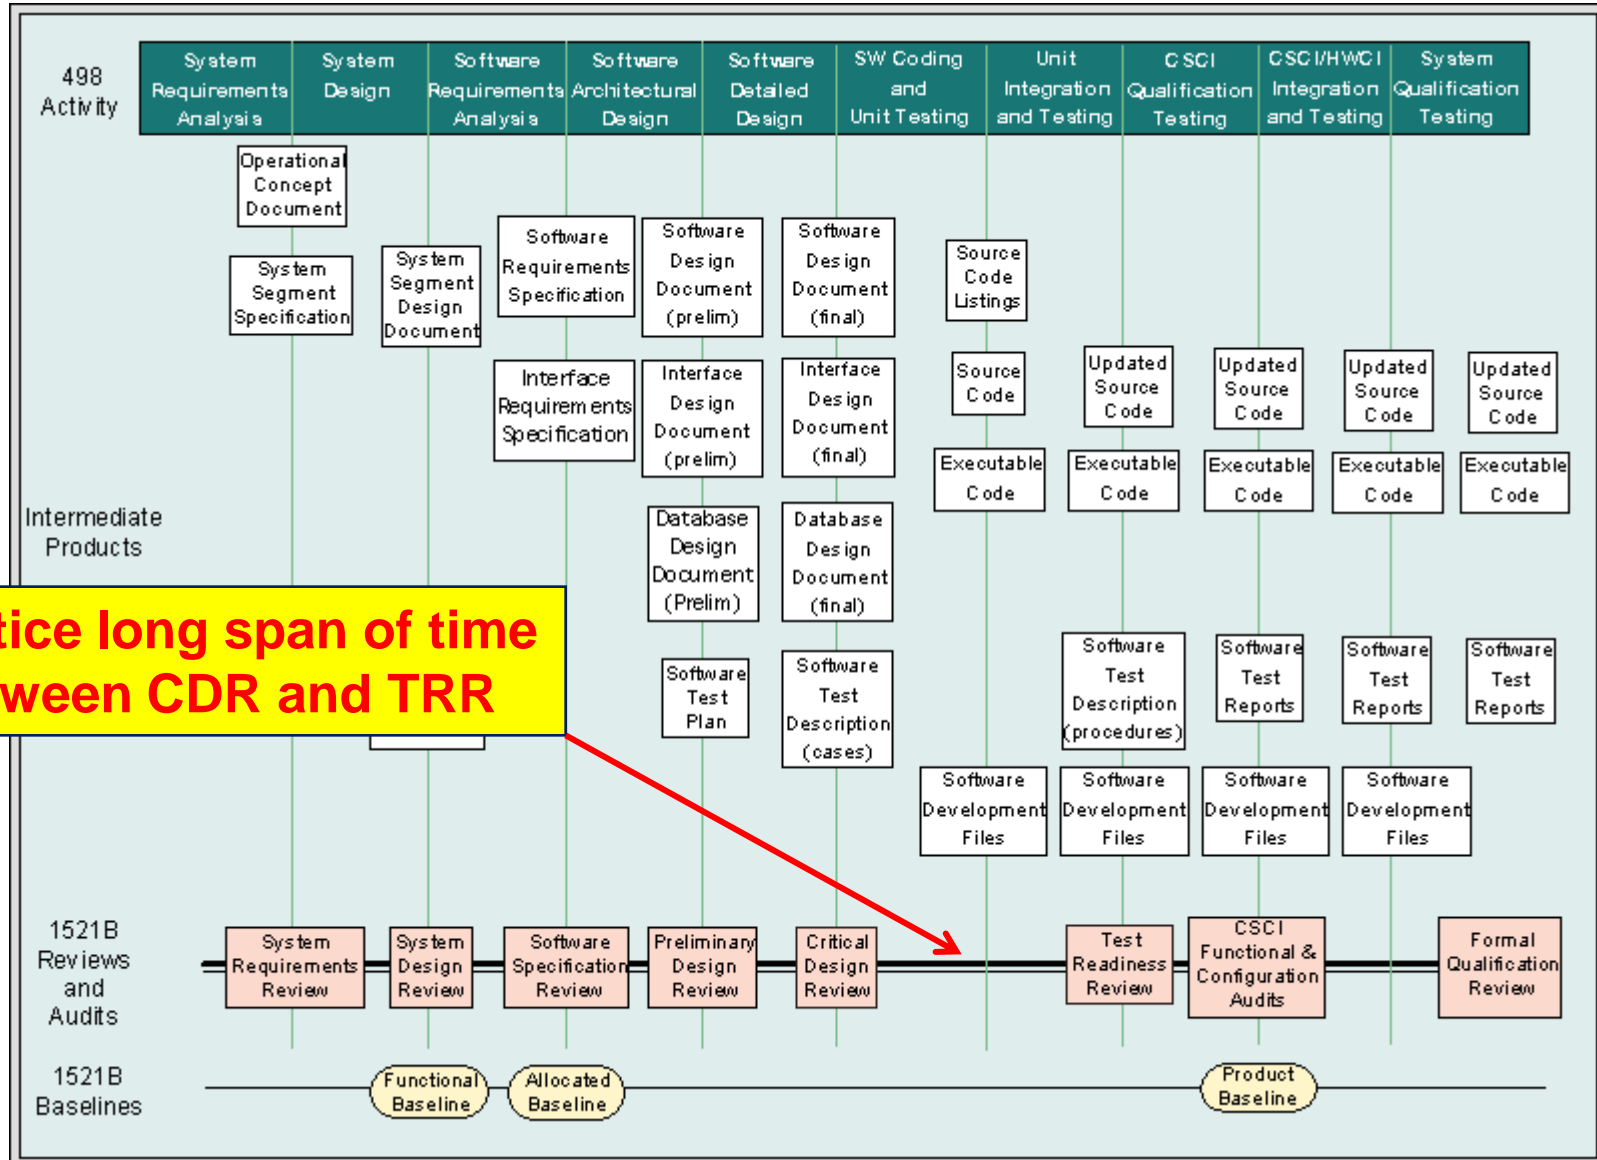 498
Activity
System
Requirements
Analysis
System
Design
Software
Requirements
Analysis
Software
Architectural
Design
Software
Detailed
Design
SW Coding
and
Unit Testing
Unit
Integration
and Testing
CSCI
Qualification
Testing
CSCI/HWCI
Integration
and Testing
System
Qualification
Testing
Operational
Concept
Document
System
Segment
Specification
System
Segment
Design
Document
Software
Requirements
Specification
Interface
Requirements
Specification
Software
Design
Document
(prelim)
Interface
Design
Document
(prelim)
Database
Design
Document
(Prelim)
Software
Test
Plan
Software
Design
Document
(final)
Interface
Design
Document
(final)
Database
Design
Document
(final)
Software
Test
Description
(cases)
Source
Code
Listings
Source
Code
Executable
Code
Software
Development
Files
Updated
Source
Code
Executable
Code
Software
Test
Description
(procedures)
Software
Development
Files
Updated
Source
Code
Executable
Code
Software
Test
Reports
Software
Development
Files
Updated
Source
Code
Executable
Code
Software
Test
Reports
Software
Development
Files
Updated
Source
Code
Executable
Code
Software
Test
Reports
Intermediate
Products
tice long span of time
ween CDR and TRR
1521B
Reviews
and
Audits
System
Requirements
Review
System
Design
Review
Software
Specification
Review
Preliminary
Design
Review
Critical
Design
Review
Test
Readiness
Review
CSCI
Functional &
Configuration
Audits
Formal
Qualification
Review
1521B
Baselines
Functional
Baseline
Allocated
Baseline
Product
Baseline